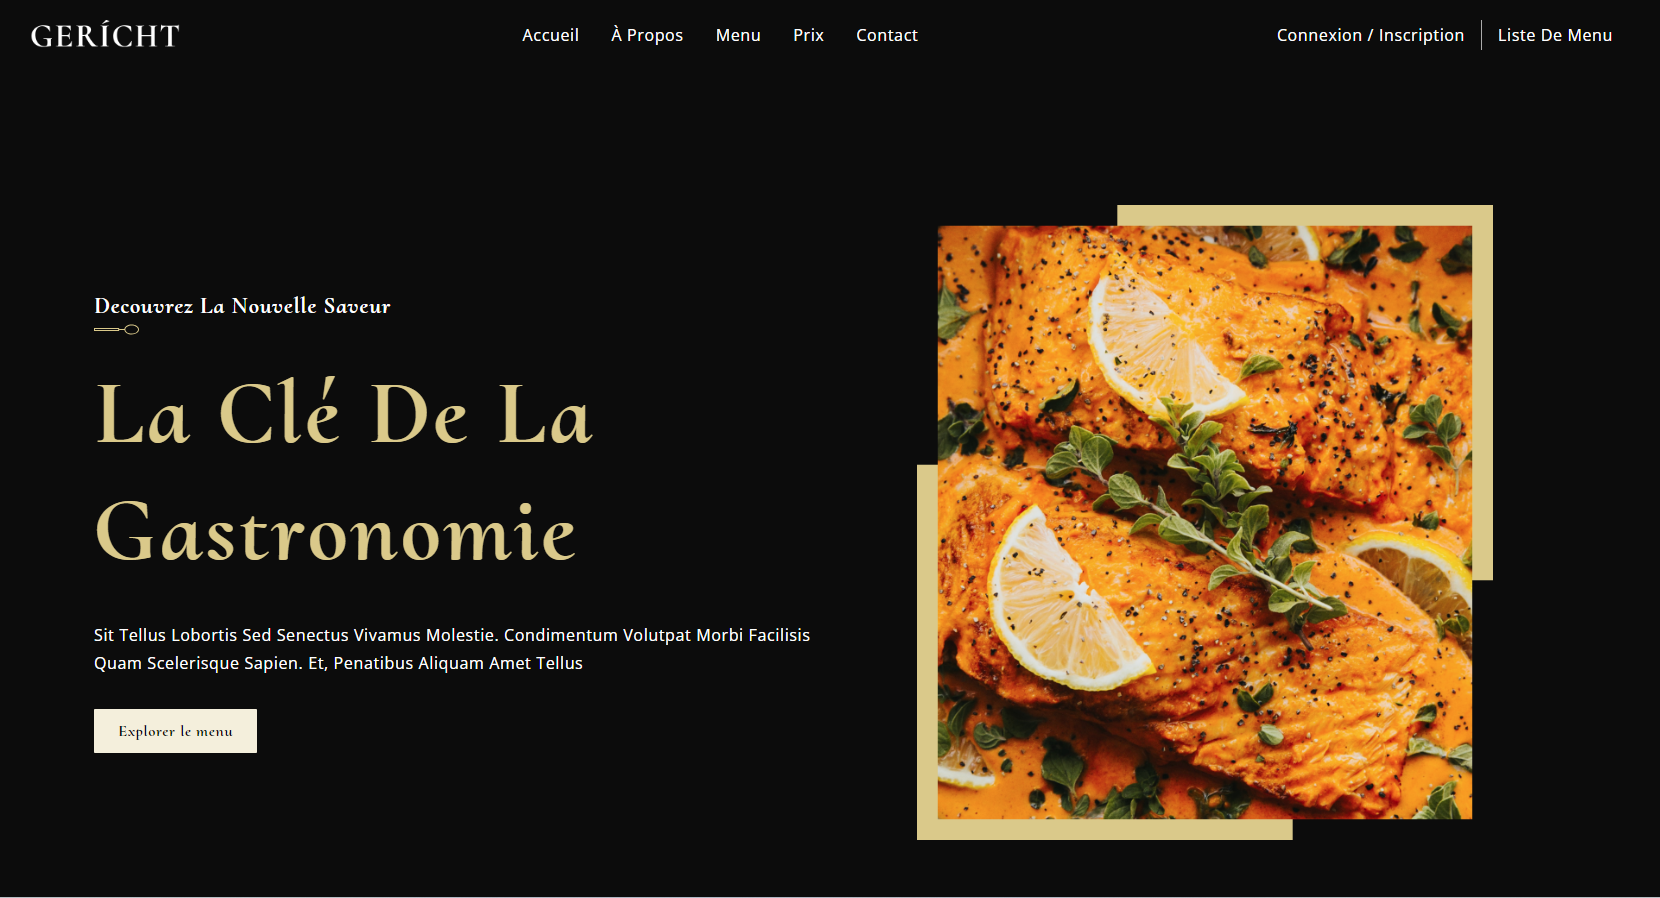 GERÍCHT
Accueil
À Propos
Menu
Prix
Contact
Connexion / Inscription
Liste De Menu
Decouvrez La Nouvelle Saveur
La Clé De La
Gastronomie
Sit Tellus Lobortis Sed Senectus Vivamus Molestie. Condimentum Volutpat Morbi Facilisis
Quam Scelerisque Sapien. Et, Penatibus Aliquam Amet Tellus
Explorer le menu